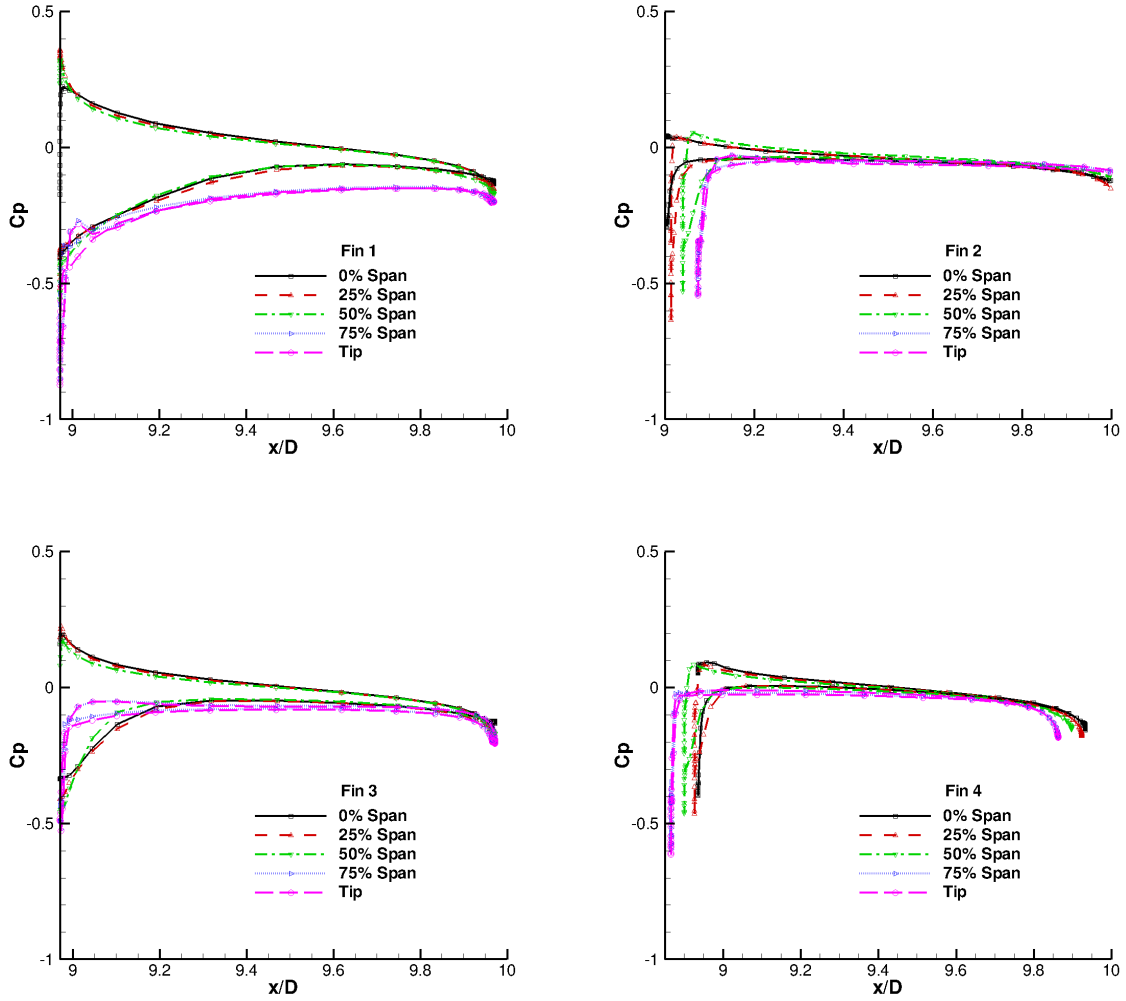 0.5
0
Cp
-0.5
-1
Fin 1
0% Span
25% Span
50% Span
75% Span
Tip
9 9.2 9.4 9.6 9.8 10
x/D
0.5
0
Cp
-0.5
-1
Fin 2
0% Span
25% Span
50% Span
75% Span
Tip
9 9.2 9.4 9.6 9.8 10
x/D
0.5
0
Cp
-0.5
-1
Fin 3
0% Span
25% Span
50% Span
75% Span
Tip
9 9.2 9.4 9.6 9.8 10
x/D
0.5
0
Cp
-0.5
-1
Fin 4
0% Span
25% Span
50% Span
75% Span
Tip
9 9.2 9.4 9.6 9.8 10
x/D